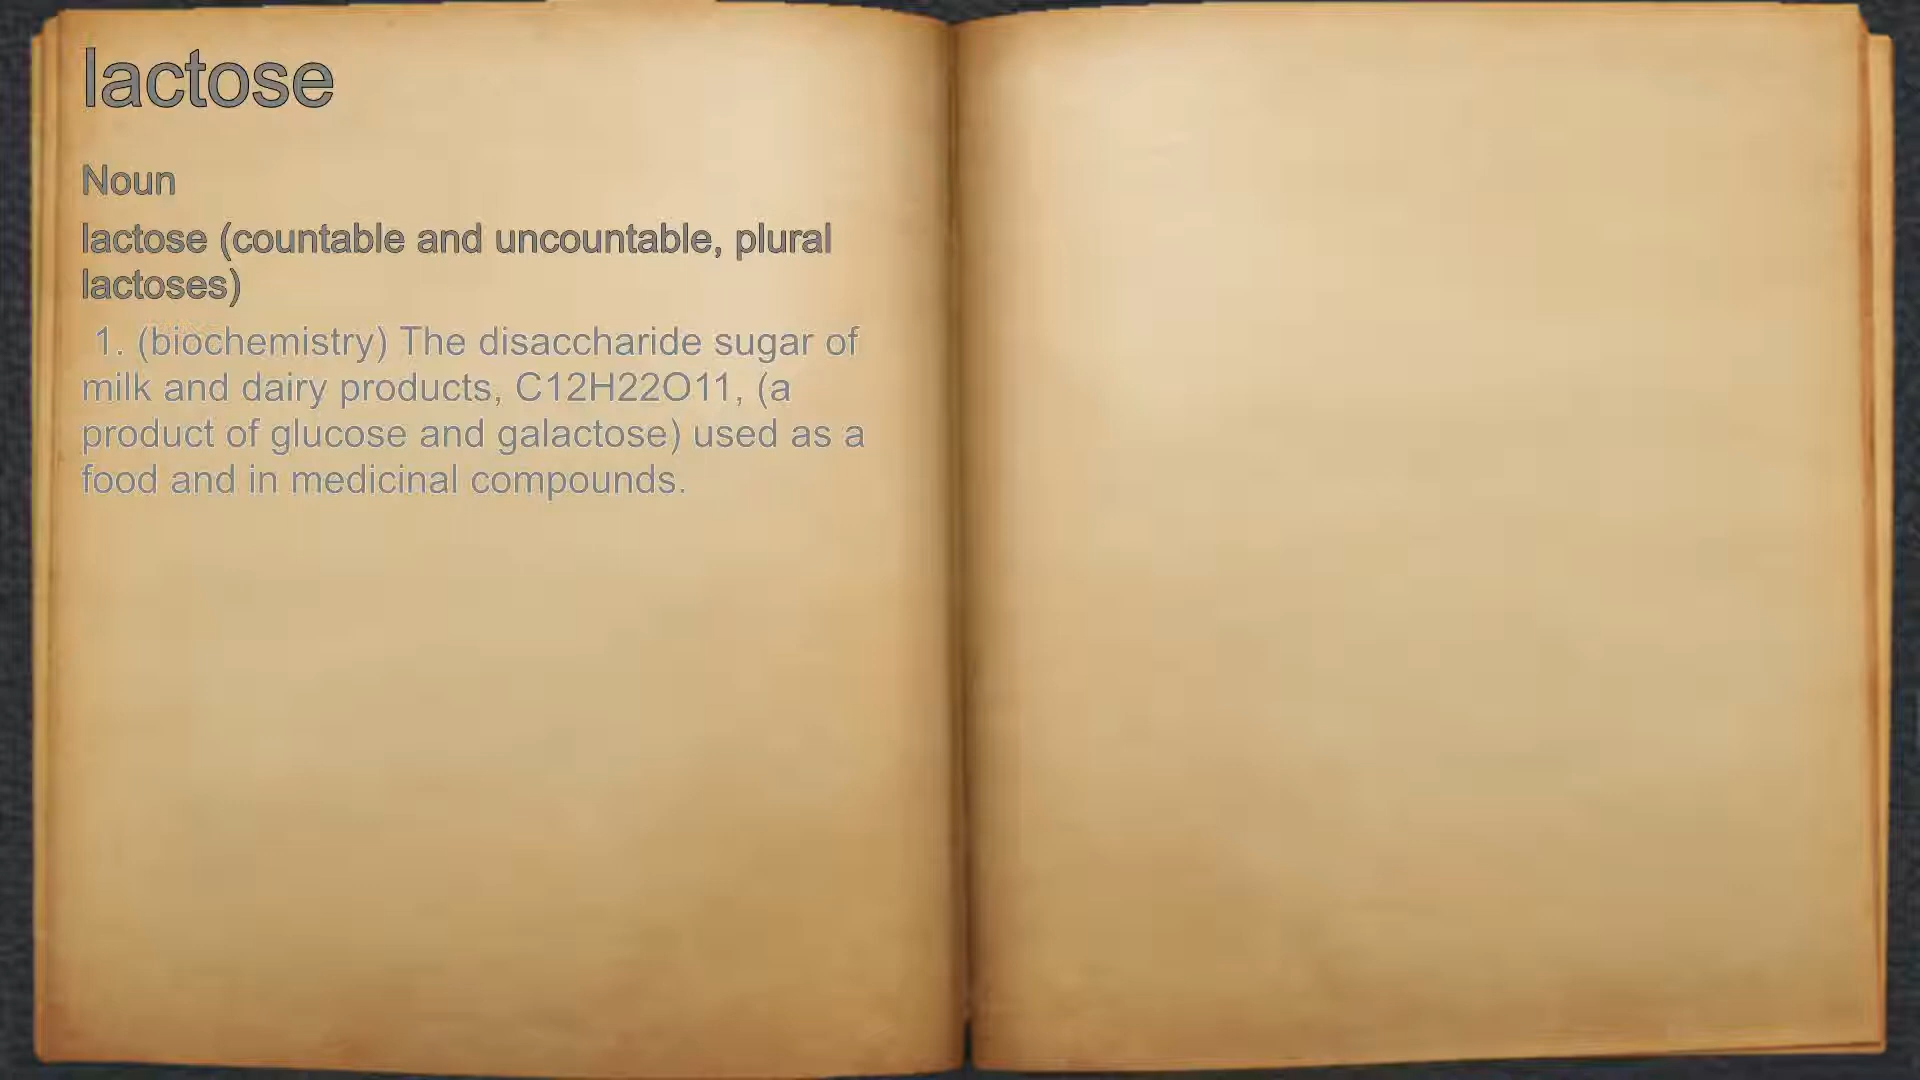 lactose
Noun
lactose (countable and uncountable, plural
lactoses)
1. (biochemistry) The disaccharide sugar of
milk and dairy products, C12H22O11, (a
product of glucose and galactose) used as a
food and in medicinal compounds.